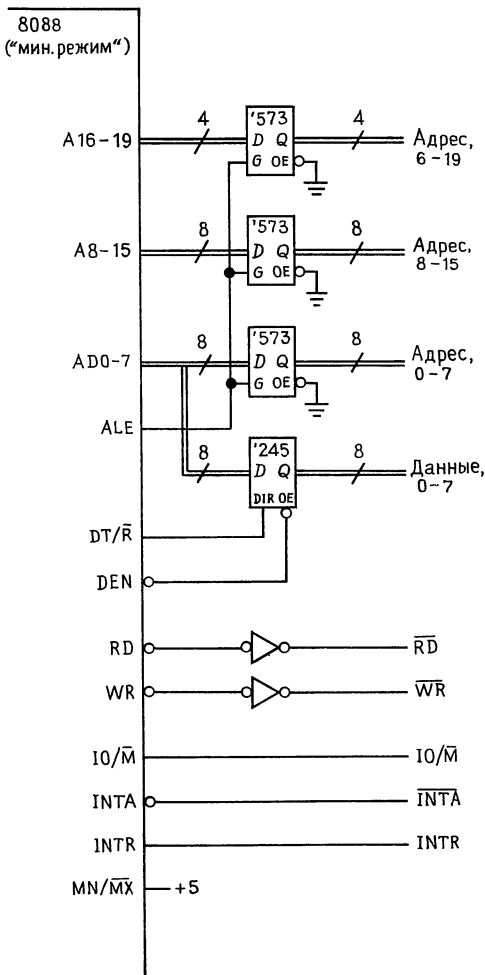 8088
("мин. режим")
A16-19
4
'573
D Q
G OE
4
Адрес,
6-19
A8-15
8
'573
D Q
G OE
8
Адрес,
8-15
AD0-7
8
'573
D Q
G OE
8
Адрес,
0-7
ALE
8
'245
D Q
DIR OE
8
Данные,
0-7
DT/R̅
DEN
RD
R̅D̅
WR
W̅R̅
IO/M̅
IO/M̅
INTA
I̅N̅T̅A̅
INTR
INTR
MN/M̅X̅
+5